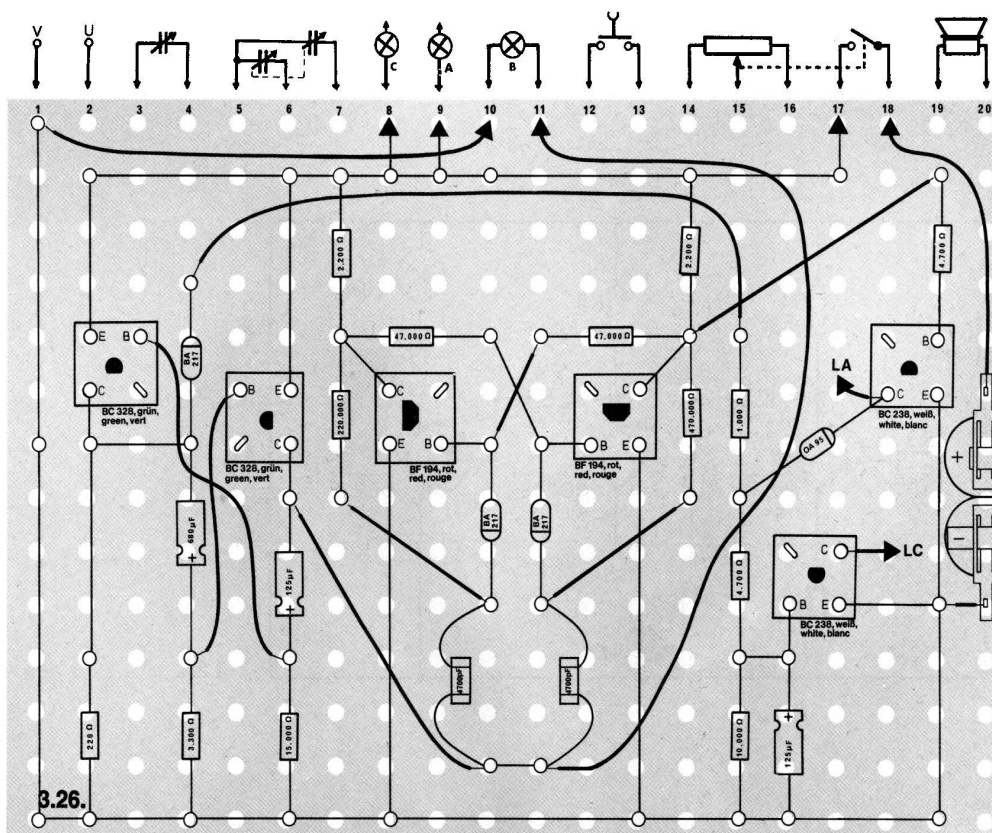 V U
C A B
1 2 3 4 5 6 7 8 9 10 11 12 13 14 15 16 17 18 19 20
2.200 Ω
2.200 Ω
4.700 Ω
E B
C
BC 328, grün,
green, vert
BA
217
B E
C
BC 328, grün,
green, vert
220.000 Ω
47.000 Ω
47.000 Ω
C
E B
BF 194, rot,
red, rouge
C
B E
BF 194, rot,
red, rouge
470.000 Ω
1.000 Ω
LA
B
C E
BC 238, weiß,
white, blanc
OA 95
+
−
680µF
+
125µF
+
BA
217
BA
217
4.700 Ω
C
B E
LC
BC 238, weiß,
white, blanc
4700pF
4700pF
220 Ω
3.300 Ω
15.000 Ω
10.000 Ω
+
125µF
3.26.